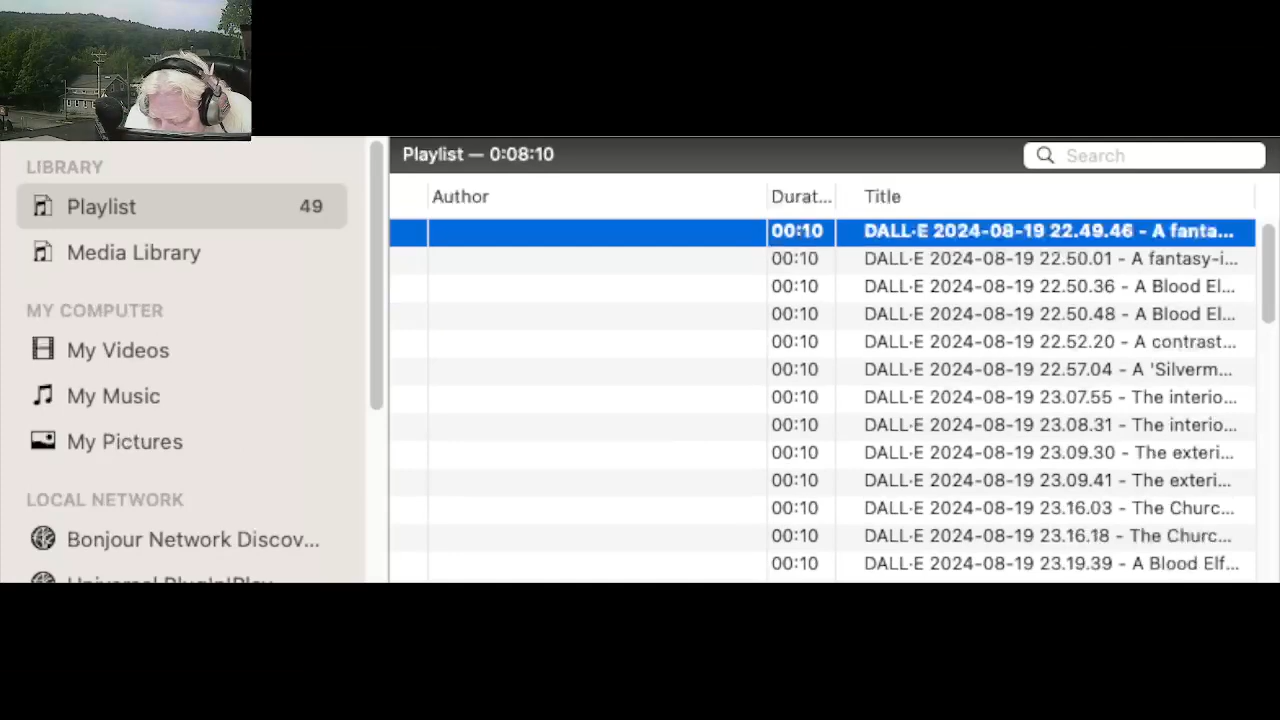 LIBRARY
Playlist 49
Media Library
MY COMPUTER
My Videos
My Music
My Pictures
LOCAL NETWORK
Bonjour Network Discov...
Universal Plug'n'Play
Playlist — 0:08:10
Search
Author Durat... Title
00:10 DALL·E 2024-08-19 22.49.46 - A fanta...
00:10 DALL·E 2024-08-19 22.50.01 - A fantasy-i...
00:10 DALL·E 2024-08-19 22.50.36 - A Blood El...
00:10 DALL·E 2024-08-19 22.50.48 - A Blood El...
00:10 DALL·E 2024-08-19 22.52.20 - A contrast...
00:10 DALL·E 2024-08-19 22.57.04 - A 'Silverm...
00:10 DALL·E 2024-08-19 23.07.55 - The interio...
00:10 DALL·E 2024-08-19 23.08.31 - The interio...
00:10 DALL·E 2024-08-19 23.09.30 - The exteri...
00:10 DALL·E 2024-08-19 23.09.41 - The exteri...
00:10 DALL·E 2024-08-19 23.16.03 - The Churc...
00:10 DALL·E 2024-08-19 23.16.18 - The Churc...
00:10 DALL·E 2024-08-19 23.19.39 - A Blood Elf...